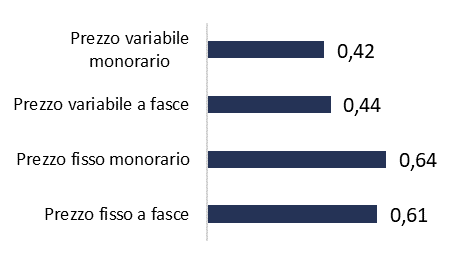 Prezzo variabile
monorario
0,42
Prezzo variabile a fasce
0,44
Prezzo fisso monorario
0,64
Prezzo fisso a fasce
0,61